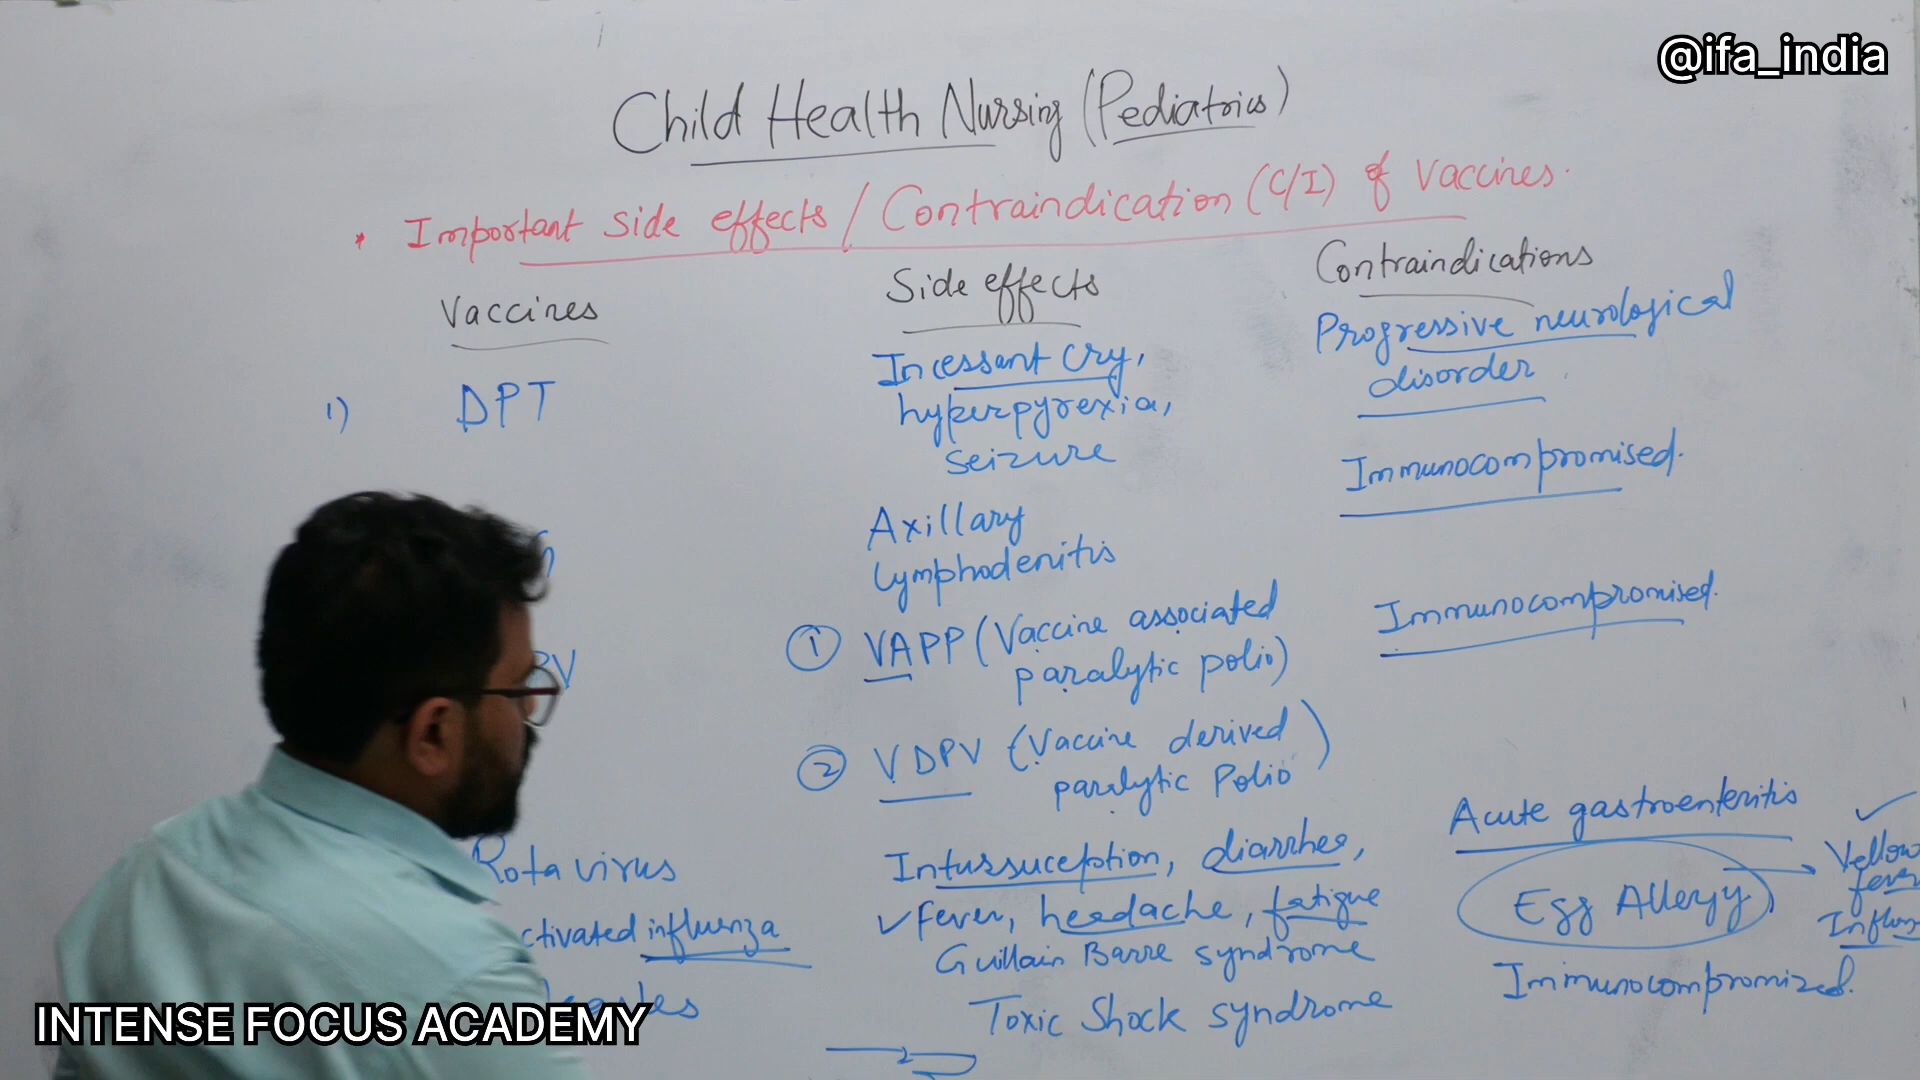 @ifa_india
Child Health Nursing (Pediatrics)
* Important side effects / Contraindication (C/I) of Vaccines.
Vaccines
Side effects
Contraindications
1) DPT
Incessant cry,
hyperpyrexia,
seizure
Progressive neurological
disorder
Axillary
lymphodenitis
Immunocompromised.
① VAPP (Vaccine associated
paralytic polio)
Immunocompromised.
② VDPV (Vaccine derived
paralytic Polio)
Rota virus
Intussuception, diarrhea,
Acute gastroenteritis
ctivated influenza
✓ Fever, headache, fatigue
Guillain Barre syndrome
Egg Allergy
Yellow
fever
Toxic Shock syndrome
Immunocompromized.
INTENSE FOCUS ACADEMY